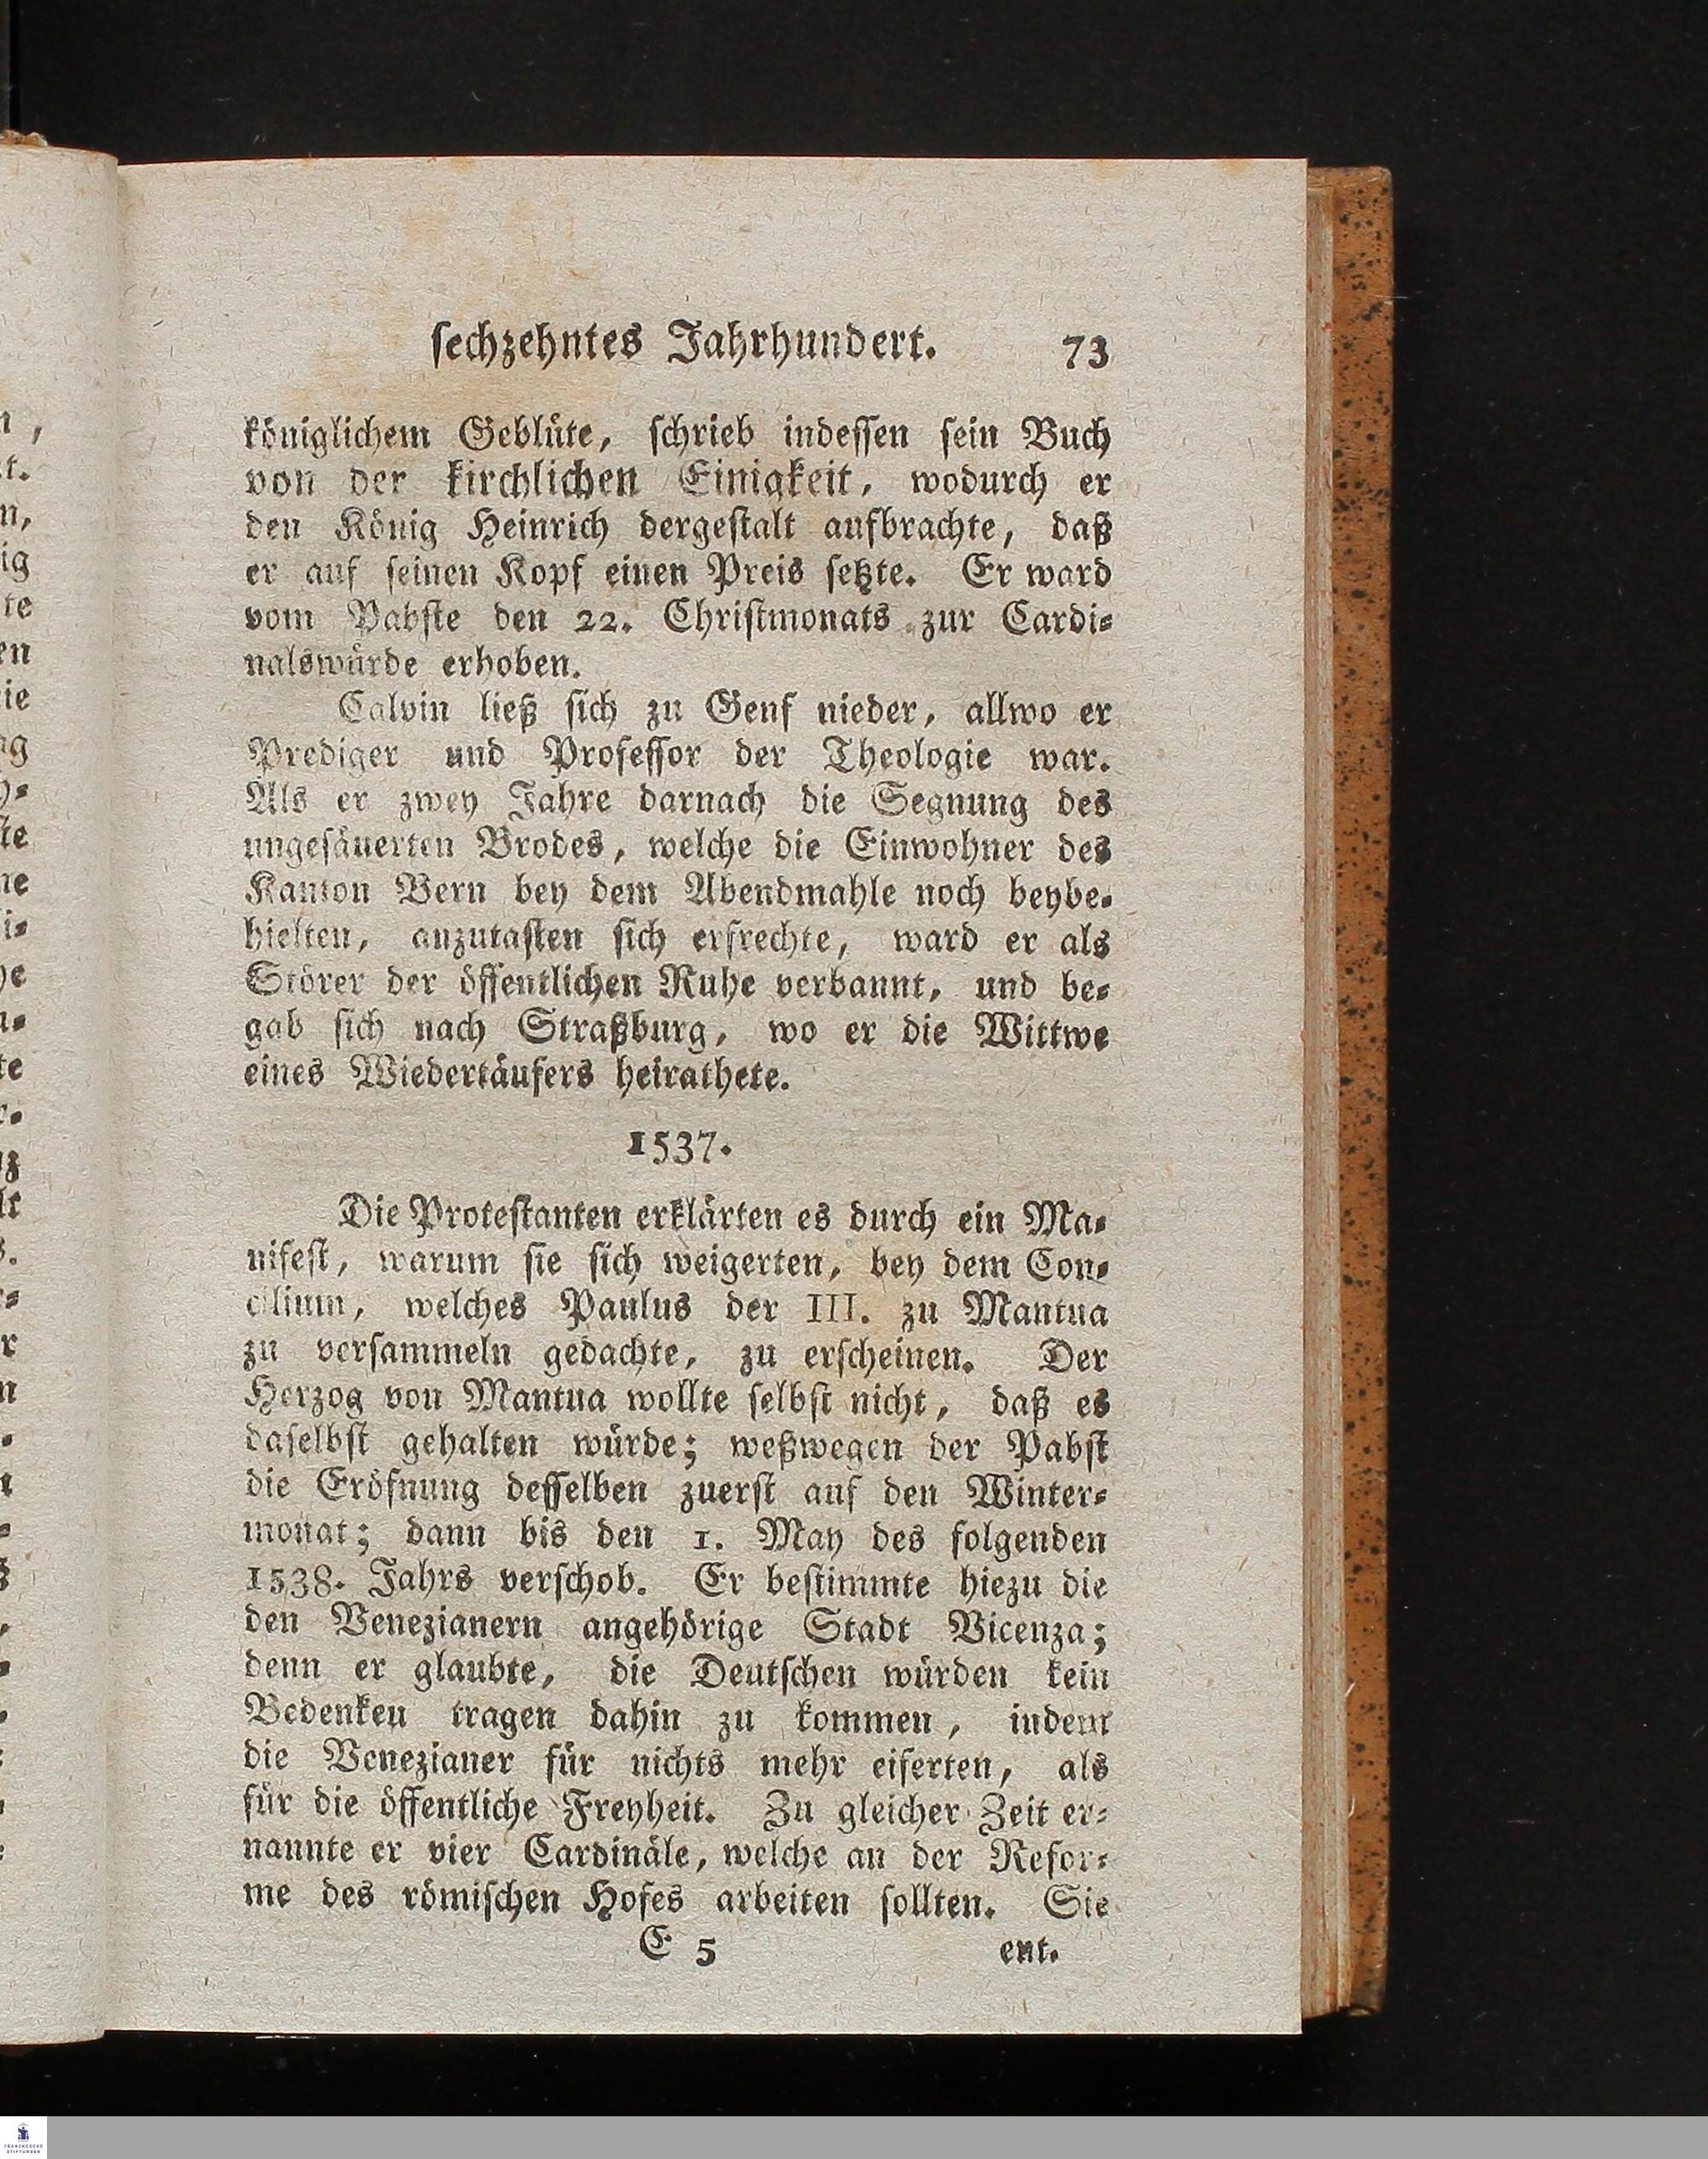 sechzehntes Jahrhundert. 73
königlichem Geblüte, schrieb indessen sein Buch
von der kirchlichen Einigkeit, wodurch er
den König Heinrich dergestalt aufbrachte, daß
er auf seinen Kopf einen Preis setzte. Er ward
vom Pabste den 22. Christmonats zur Cardi-
nalswürde erhoben.
Calvin ließ sich zu Genf nieder, allwo er
Prediger und Professor der Theologie war.
Als er zwey Jahre darnach die Segnung des
ungesäuerten Brodes, welche die Einwohner des
Kanton Bern bey dem Abendmahle noch beybe-
hielten, anzutasten sich erfrechte, ward er als
Störer der öffentlichen Ruhe verbannt, und be-
gab sich nach Straßburg, wo er die Wittwe
eines Wiedertäufers heirathete.
1537.
Die Protestanten erklärten es durch ein Ma-
nifest, warum sie sich weigerten, bey dem Con-
cilium, welches Paulus der III. zu Mantua
zu versammeln gedachte, zu erscheinen. Der
Herzog von Mantua wollte selbst nicht, daß es
daselbst gehalten würde; weßwegen der Pabst
die Eröfnung desselben zuerst auf den Winter-
monat; dann bis den 1. May des folgenden
1538. Jahrs verschob. Er bestimmte hiezu die
den Venezianern angehörige Stadt Vicenza;
denn er glaubte, die Deutschen würden kein
Bedenken tragen dahin zu kommen, indem
die Venezianer für nichts mehr eiferten, als
für die öffentliche Freyheit. Zu gleicher Zeit er-
nannte er vier Cardinäle, welche an der Refor-
me des römischen Hofes arbeiten sollten. Sie
E 5 ent-
FRANCKESCHE
STIFTUNGEN